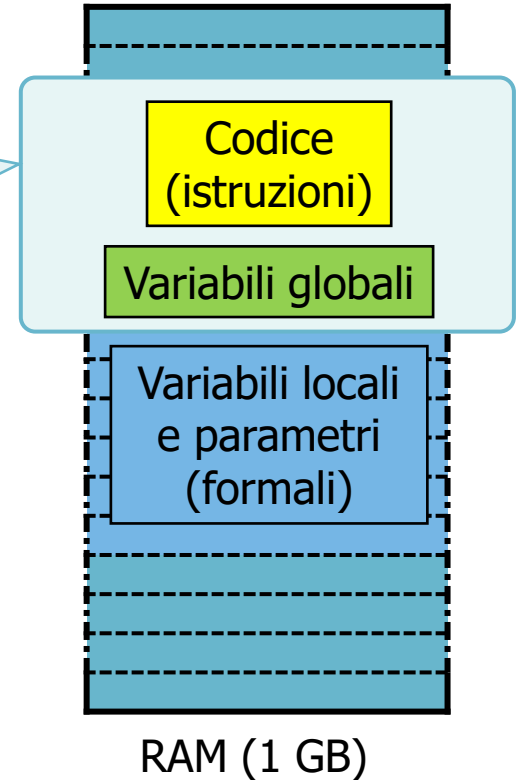 Codice
(istruzioni)
Variabili globali
Variabili locali
e parametri
(formali)
RAM (1 GB)